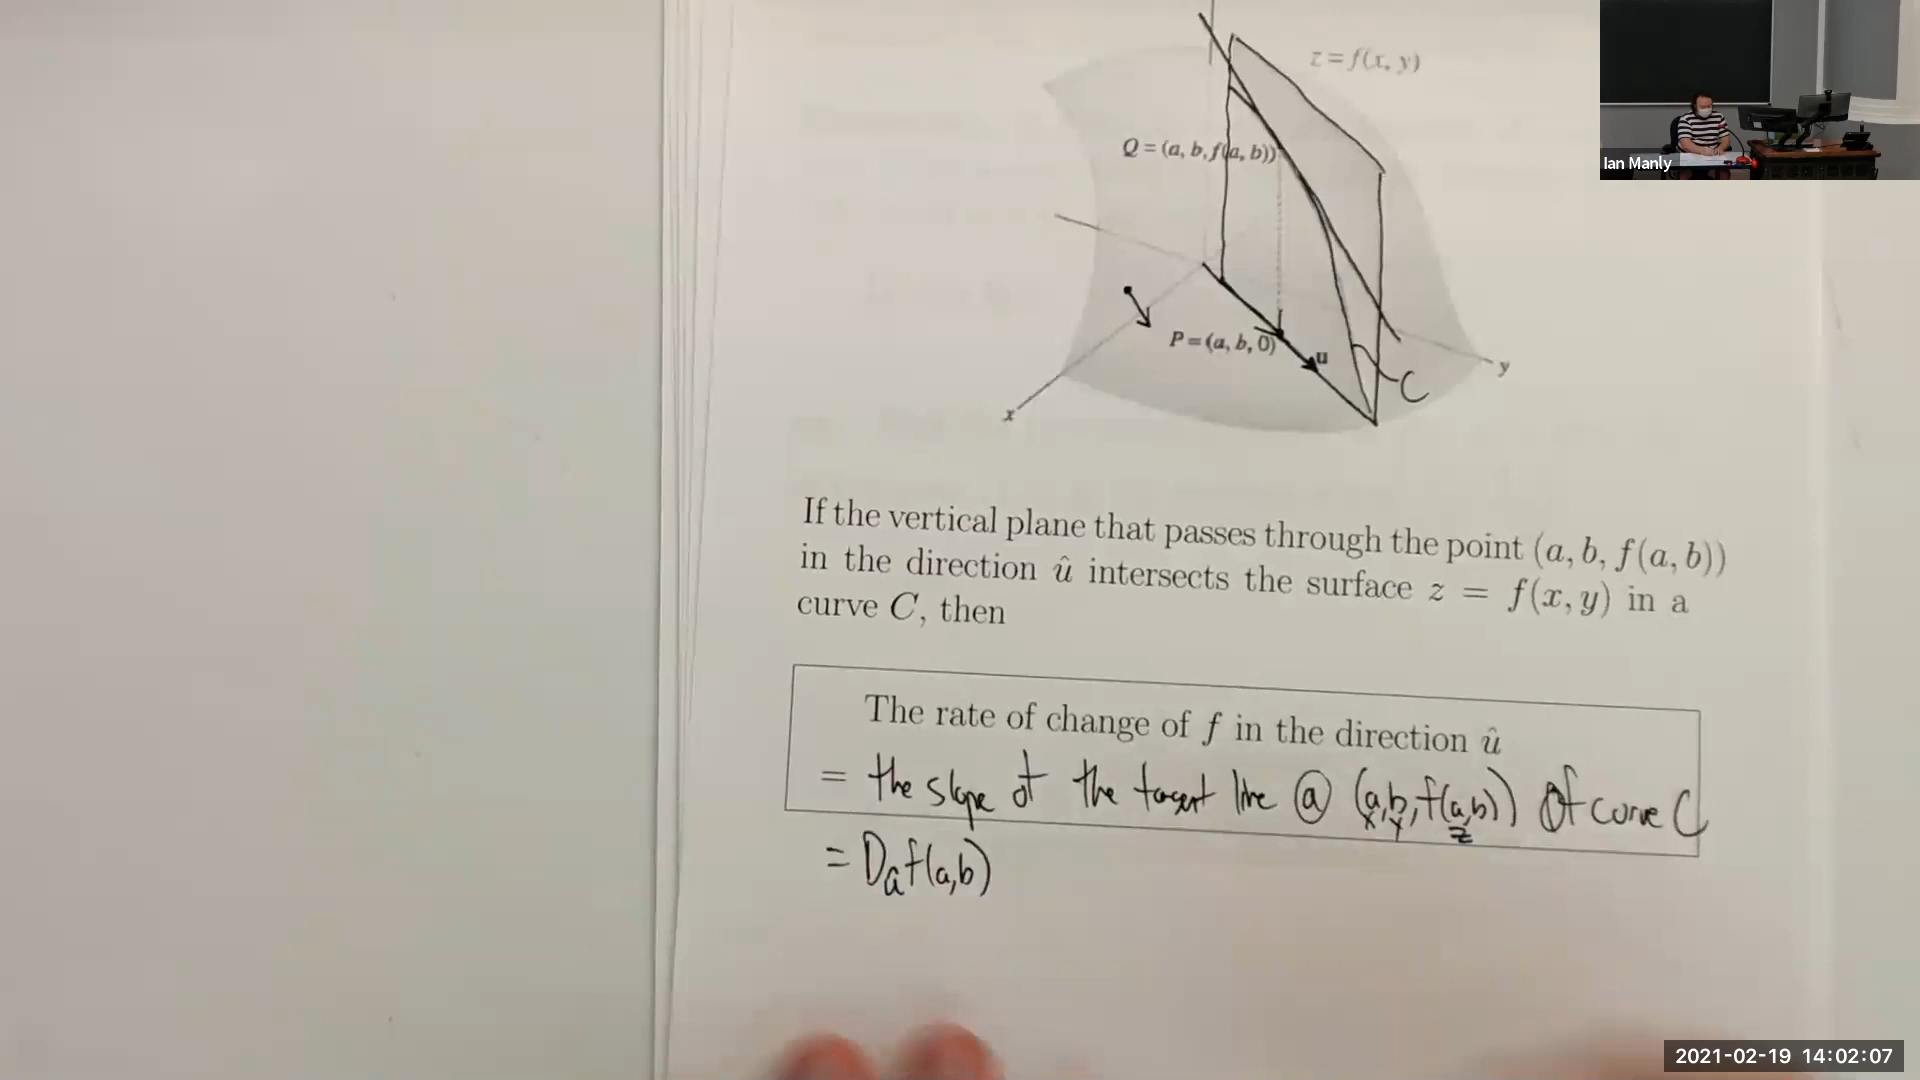 z = f(x, y)
Q = (a, b, f(a, b))
Ian Manly
P = (a, b, 0)
u
y
C
x
If the vertical plane that passes through the point (a, b, f(a, b))
in the direction û intersects the surface z = f(x, y) in a
curve C, then
The rate of change of f in the direction û
= the slope of the tangent line @ (a, b, f(a,b)) Of curve C
x y z
= Dûf(a,b)
2021-02-19 14:02:07